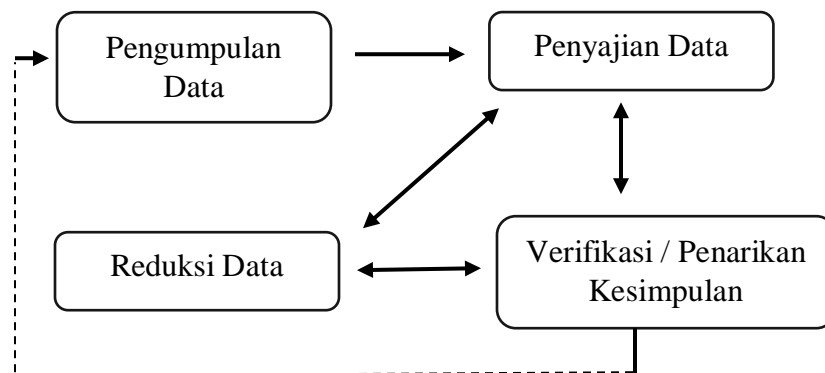 Pengumpulan
Data
Penyajian Data
Reduksi Data
Verifikasi / Penarikan
Kesimpulan